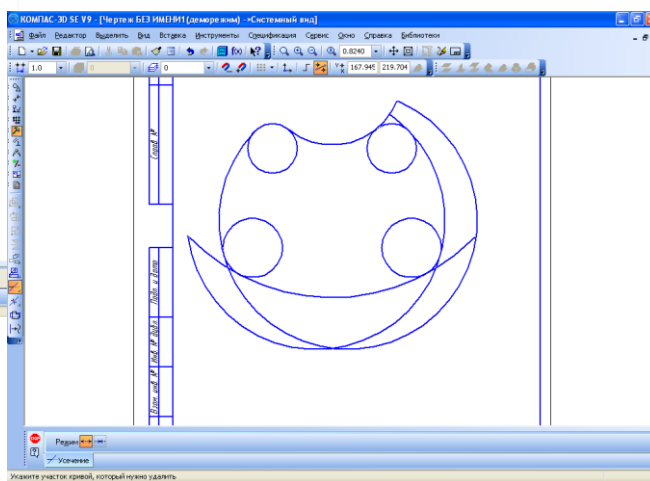 КОМПАС-3D SE V9 - [Чертеж БЕЗ ИМЕНИ1 (деморежим) ->Системный вид]
Файл Редактор Выделить Вид Вставка Инструменты Спецификация Сервис Окно Справка Библиотеки
0.8240
1.0 0 0 167.945 219.704
Справ. №
Подп. и дата
Инв. № дубл.
Взам. инв. №
Режим
Усечение
Укажите участок кривой, который нужно удалить